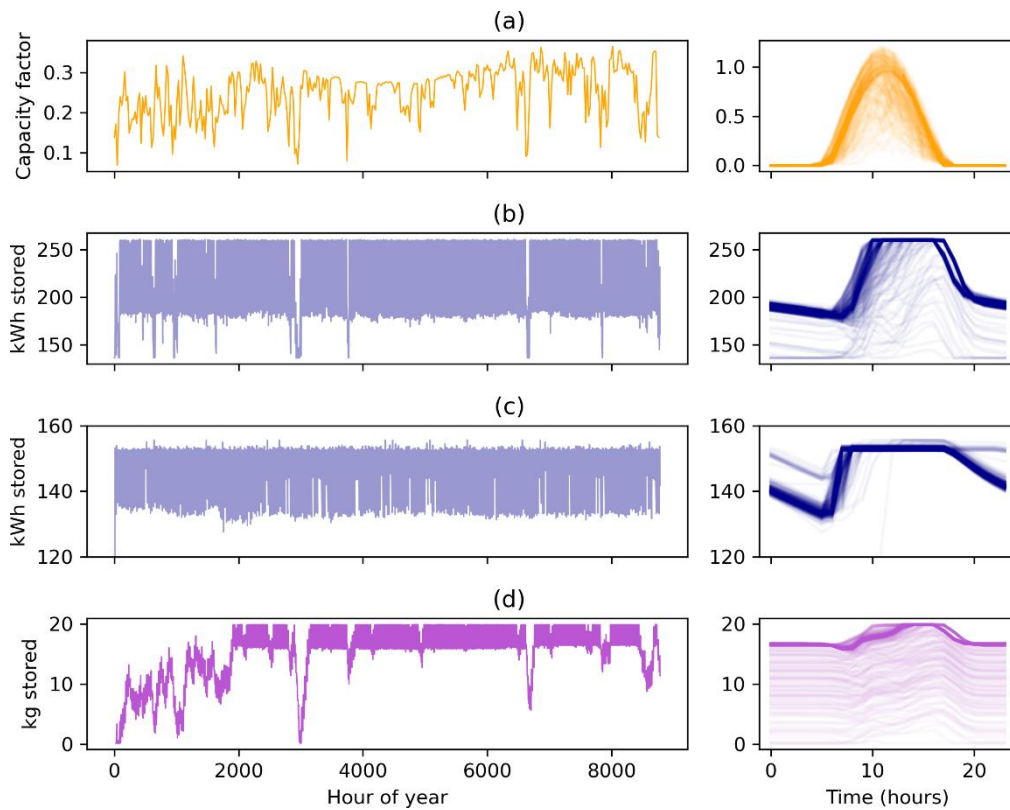 (a)
Capacity factor
0.3
0.2
0.1
1.0
0.5
0.0
(b)
kWh stored
250
200
150
250
200
150
(c)
kWh stored
160
140
120
160
140
120
(d)
kg stored
20
10
0
20
10
0
0 2000 4000 6000 8000
Hour of year
0 10 20
Time (hours)